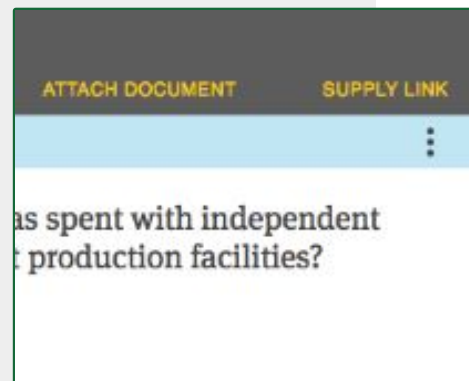 ATTACH DOCUMENT SUPPLY LINK
as spent with independent
production facilities?